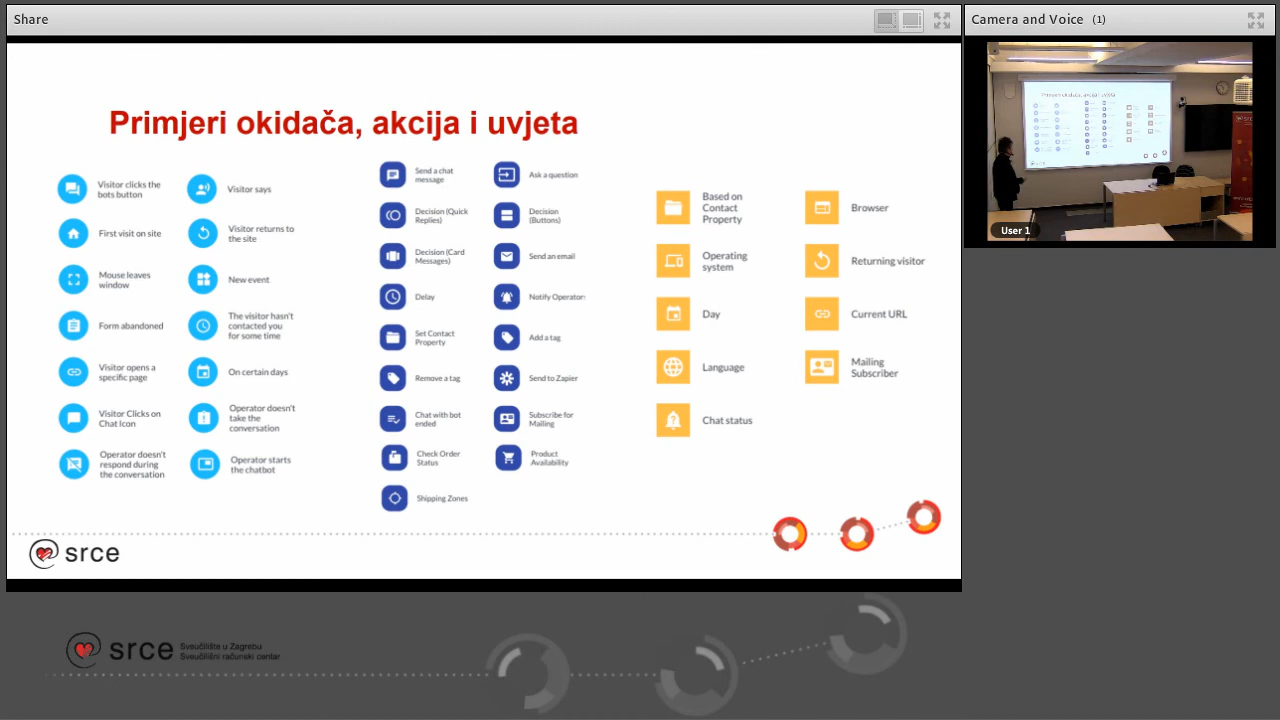 Share
Camera and Voice (1)
Primjeri okidača, akcija i uvjeta
Visitor clicks the
bots button
Visitor says
First visit on site
Visitor returns to
the site
Mouse leaves
window
New event
Form abandoned
The visitor hasn't
contacted you
for some time
Visitor opens a
specific page
On certain days
Visitor Clicks on
Chat Icon
Operator doesn't
take the
conversation
Operator doesn't
respond during
the conversation
Operator starts
the chatbot
Send a chat
message
Ask a question
Decision (Quick
Replies)
Decision
(Buttons)
Decision (Card
Messages)
Send an email
Delay
Notify Operator
Set Contact
Property
Add a tag
Remove a tag
Send to Zapier
Chat with bot
ended
Subscribe for
Mailing
Check Order
Status
Product
Availability
Shipping Zones
Based on
Contact
Property
Browser
Operating
system
Returning visitor
Day
Current URL
Language
Mailing
Subscriber
Chat status
srce
User 1
Primjeri okidača, akcija i uvjeta
srce
Sveučilište u Zagrebu
Sveučilišni računski centar